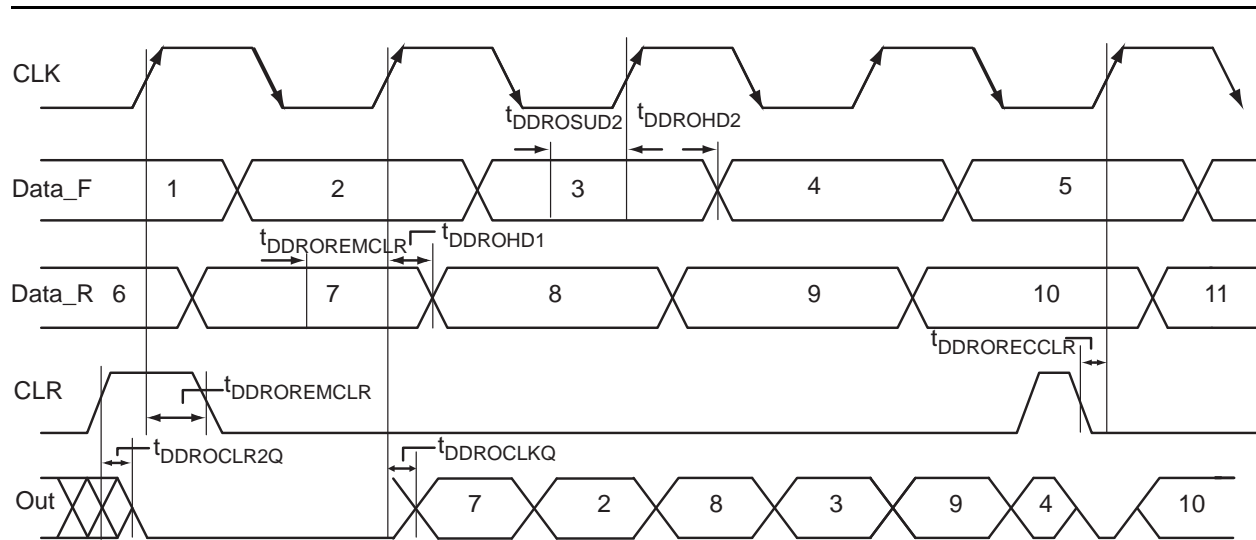 CLK
tDDROSUD2 tDDROHD2
Data_F 1 2 3 4 5
tDDROREMCLR tDDROHD1
Data_R 6 7 8 9 10 11
tDDRORECCLR
CLR tDDROREMCLR
tDDROCLR2Q tDDROCLKQ
Out 7 2 8 3 9 4 10